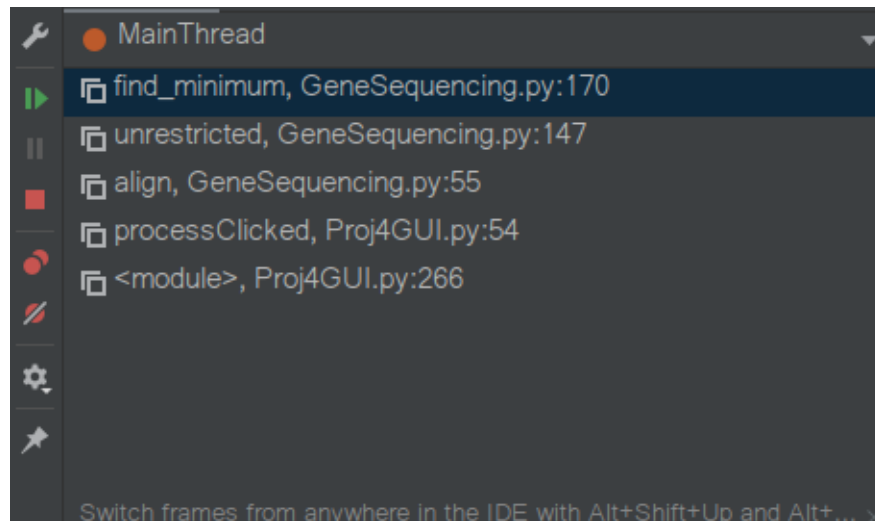 MainThread
find_minimum, GeneSequencing.py:170
unrestricted, GeneSequencing.py:147
align, GeneSequencing.py:55
processClicked, Proj4GUI.py:54
<module>, Proj4GUI.py:266
Switch frames from anywhere in the IDE with Alt+Shift+Up and Alt+...